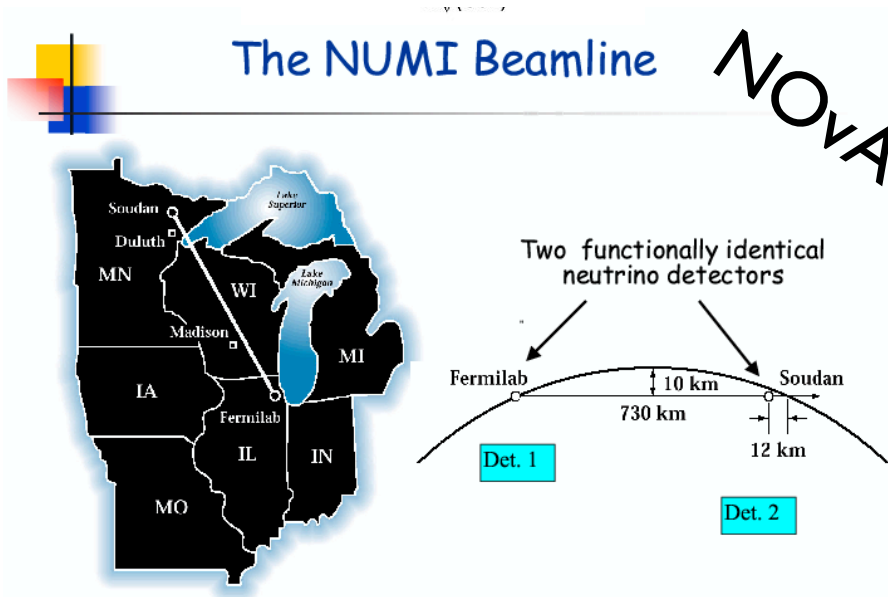 The NUMI Beamline
NOνA
Soudan
Duluth
MN
Lake
Superior
WI
Lake
Michigan
Madison
MI
IA
Fermilab
IL
IN
MO
Two functionally identical
neutrino detectors
Fermilab
10 km
Soudan
730 km
12 km
Det. 1
Det. 2